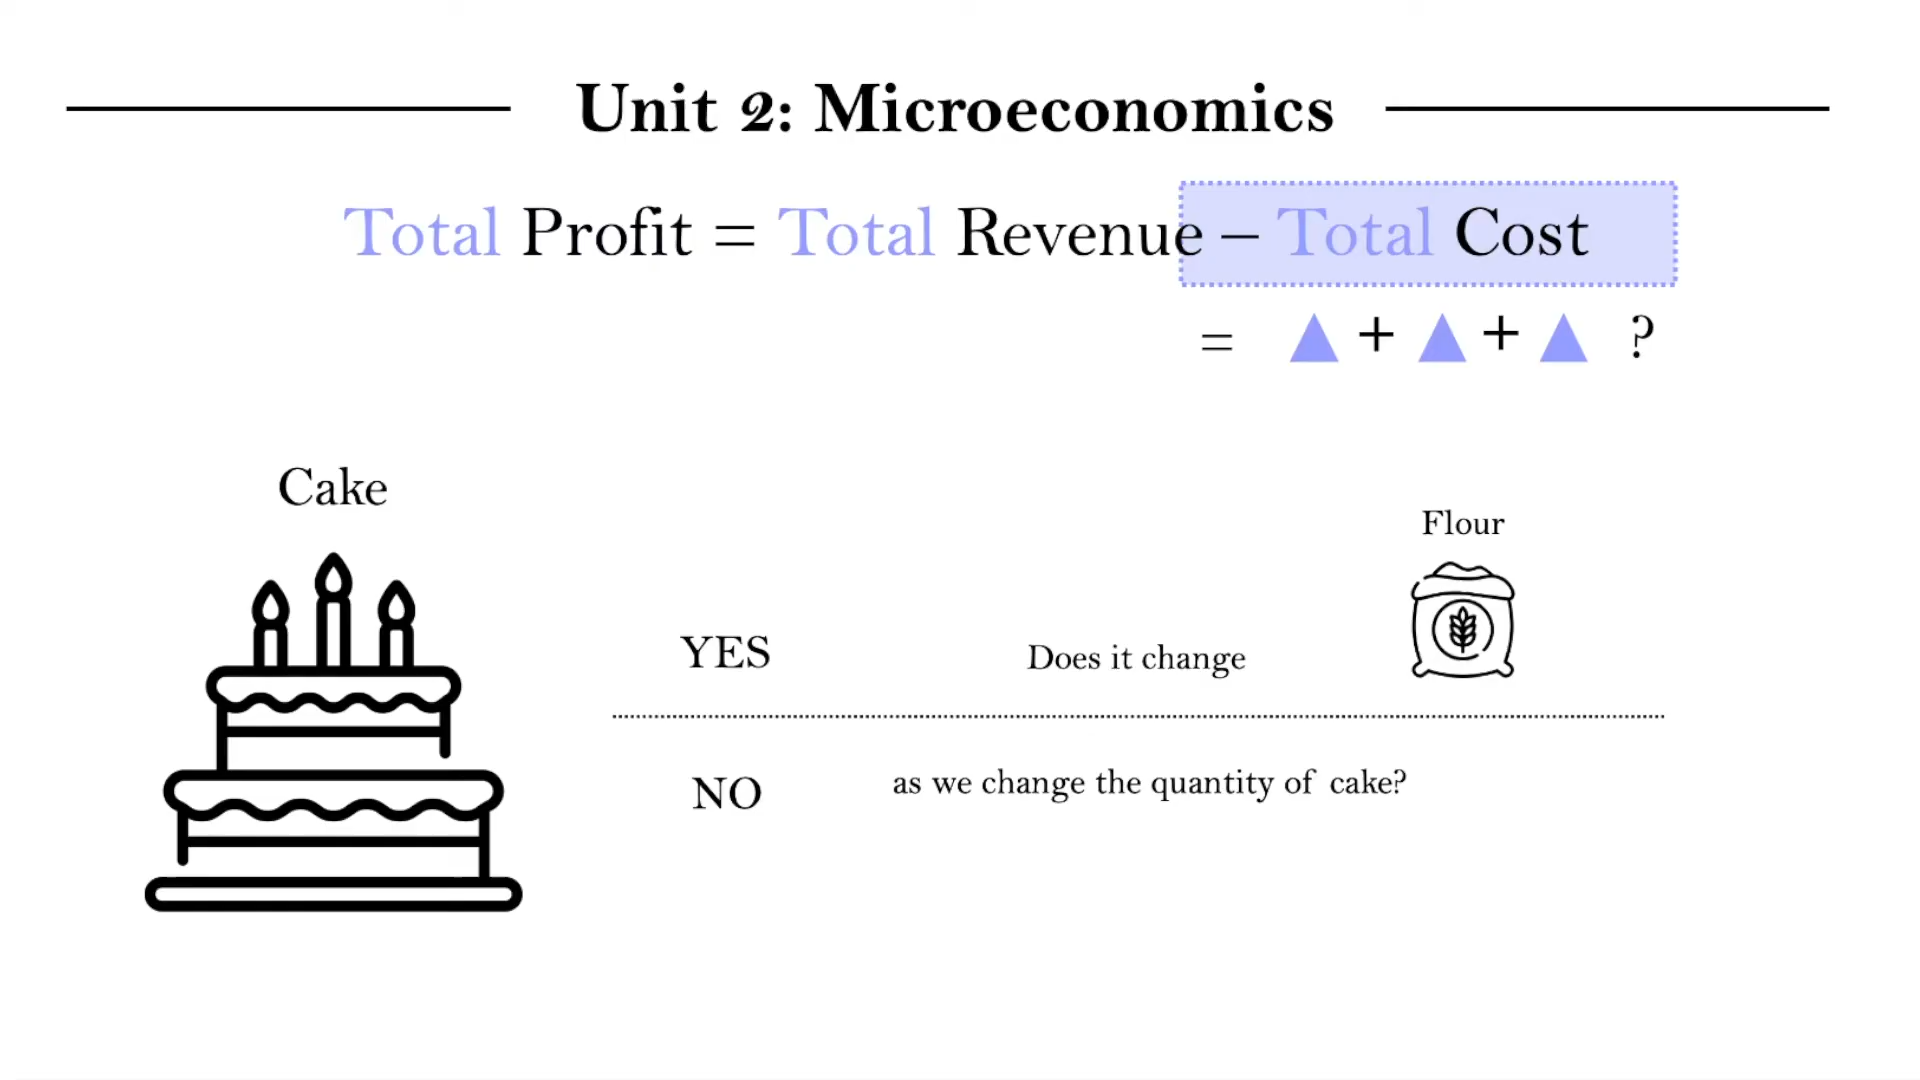 Unit 2: Microeconomics
Total Profit = Total Revenue – Total Cost
= ▲ + ▲ + ▲ ?
Cake
Flour
YES
Does it change
NO
as we change the quantity of cake?